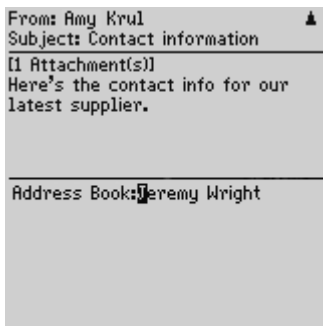 From: Amy Krul
Subject: Contact information
[1 Attachment(s)]
Here's the contact info for our
latest supplier.
Address Book:Jeremy Wright